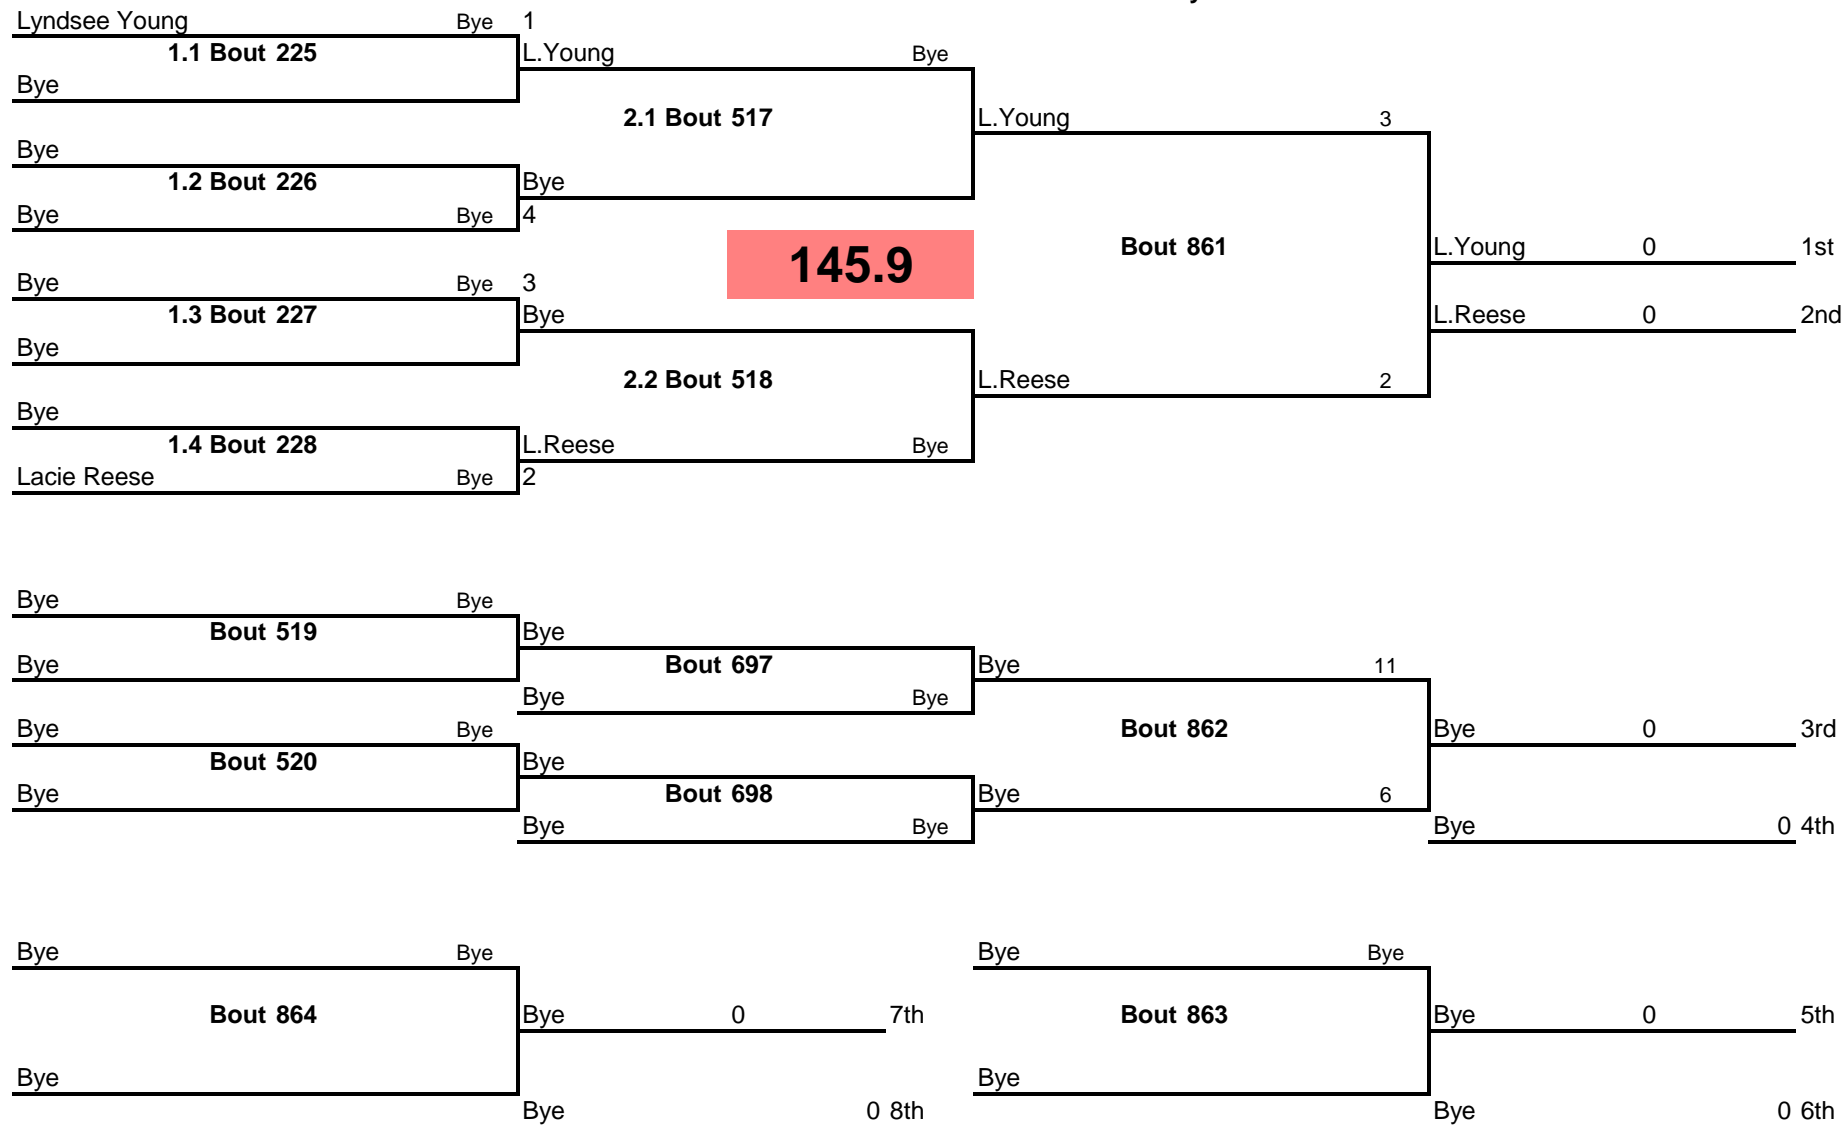 Lyndsee Young Bye 1
1.1 Bout 225 L.Young Bye
Bye
2.1 Bout 517 L.Young 3
Bye
1.2 Bout 226 Bye
Bye Bye 4
145.9 Bout 861 L.Young 0 1st
Bye Bye 3
1.3 Bout 227 Bye L.Reese 0 2nd
Bye
2.2 Bout 518 L.Reese 2
Bye
1.4 Bout 228 L.Reese Bye
Lacie Reese Bye 2
Bye Bye
Bout 519 Bye
Bye Bout 697 Bye 11
Bye Bye
Bye Bye Bout 862 Bye 0 3rd
Bout 520 Bye
Bye Bout 698 Bye 6
Bye Bye Bye 0 4th
Bye Bye Bye Bye
Bout 864 Bye 0 7th Bout 863 Bye 0 5th
Bye Bye
Bye 0 8th Bye 0 6th